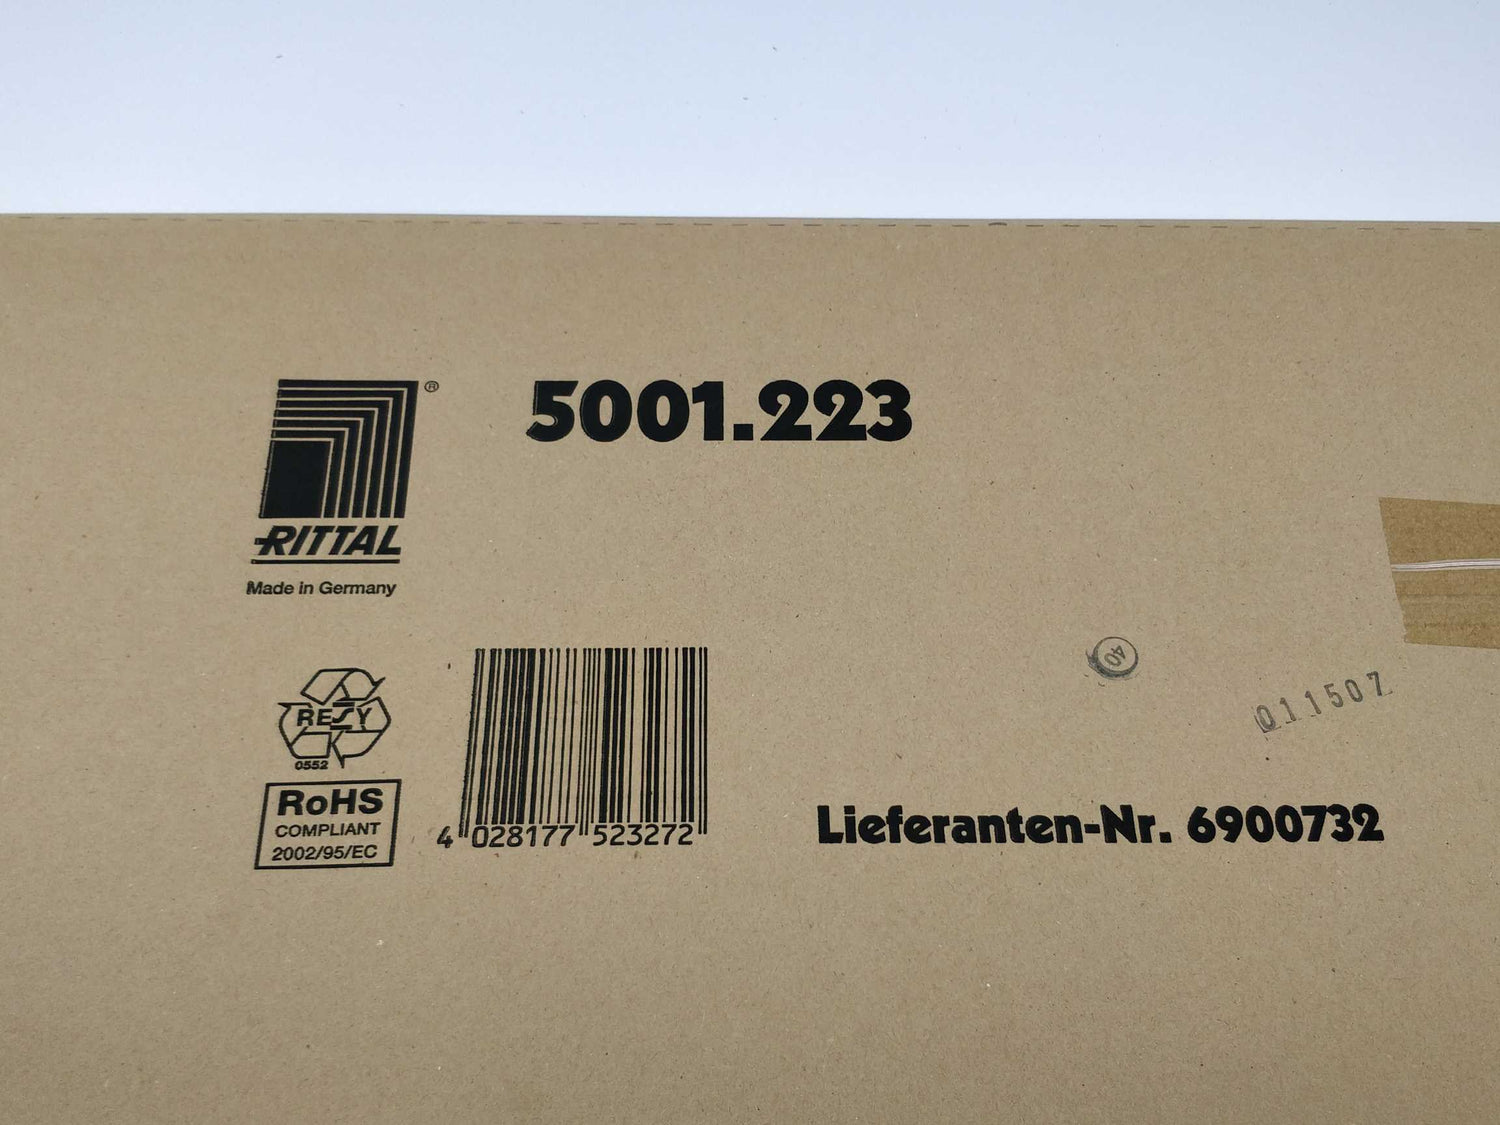 ®
5001.223
RITTAL
Made in Germany
RESY
0552
RoHS
COMPLIANT
2002/95/EC
4 028177 523272
40
011507
Lieferanten-Nr. 6900732